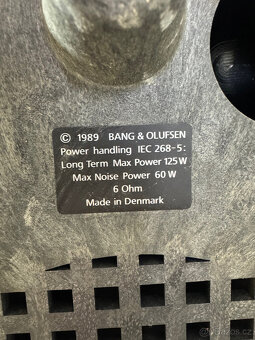 © 1989 BANG & OLUFSEN
Power handling IEC 268-5:
Long Term Max Power 125W
Max Noise Power 60 W
6 Ohm
Made in Denmark